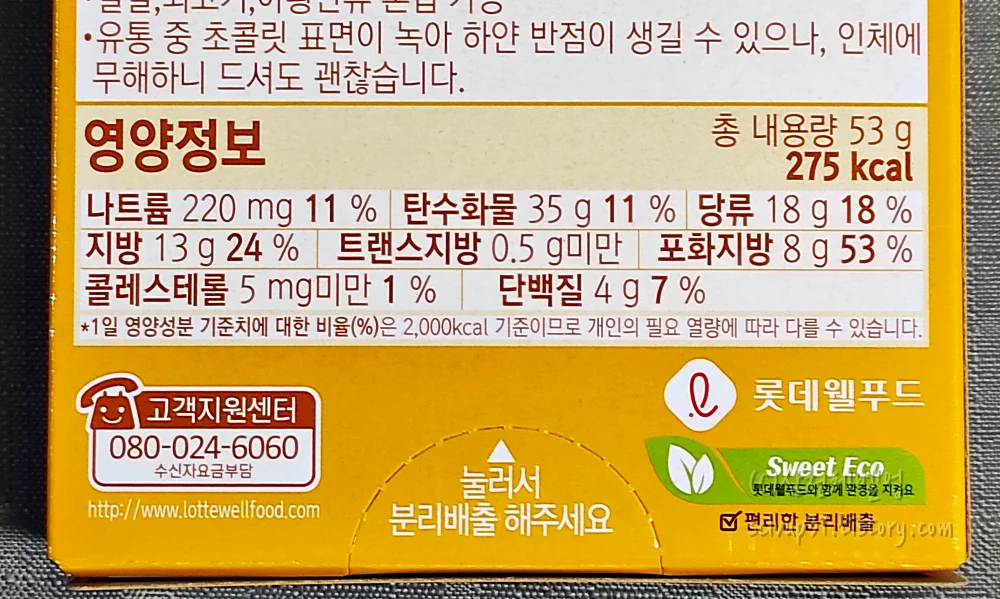 •유통 중 초콜릿 표면이 녹아 하얀 반점이 생길 수 있으나, 인체에
무해하니 드셔도 괜찮습니다.
영양정보
총 내용량 53 g
275 kcal
나트륨 220 mg 11 % 탄수화물 35 g 11 % 당류 18 g 18 %
지방 13 g 24 % 트랜스지방 0.5 g미만 포화지방 8 g 53 %
콜레스테롤 5 mg미만 1 % 단백질 4 g 7 %
*1일 영양성분 기준치에 대한 비율(%)은 2,000kcal 기준이므로 개인의 필요 열량에 따라 다를 수 있습니다.
고객지원센터
080-024-6060
수신자요금부담
http://www.lottewellfood.com
눌러서
분리배출 해주세요
롯데웰푸드
Sweet Eco
롯데웰푸드와 함께 환경을 지켜요
편리한 분리배출